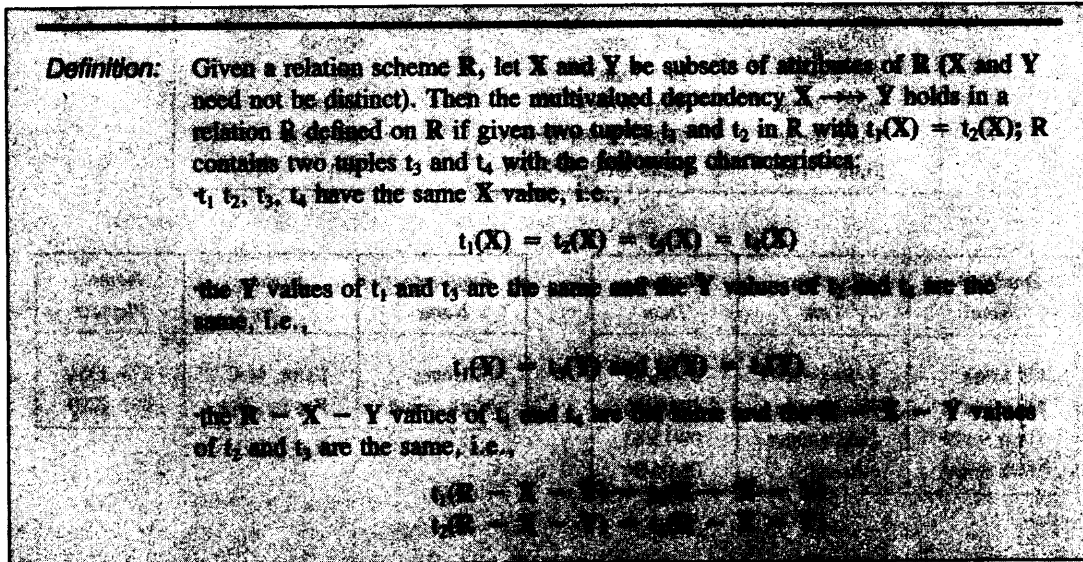 Definition: Given a relation scheme R, let X and Y be subsets of attributes of R (X and Y
need not be distinct). Then the multivalued dependency X →→ Y holds in a
relation R defined on R if given two tuples t₁ and t₂ in R with t₁(X) = t₂(X); R
contains two tuples t₃ and t₄ with the following characteristics:
·t₁ t₂, t₃, t₄ have the same X value, i.e.,
t₁(X) = t₂(X) = t₃(X) = t₄(X)
·the Y values of t₁ and t₃ are the same and the Y values of and are the
same, i.e.,
and
·the R − X − Y values of and are the same and the R − X − Y values
of t₂ and t₃ are the same, i.e.,
(R − X −
(R − X −